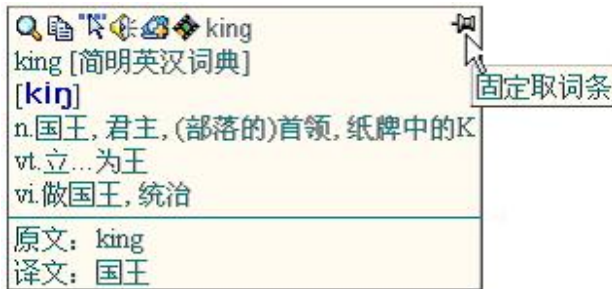 king
king [简明英汉词典]
[kiŋ]
固定取词条
n.国王, 君主, (部落的)首领, 纸牌中的K
vt.立...为王
vi.做国王, 统治
原文：king
译文：国王